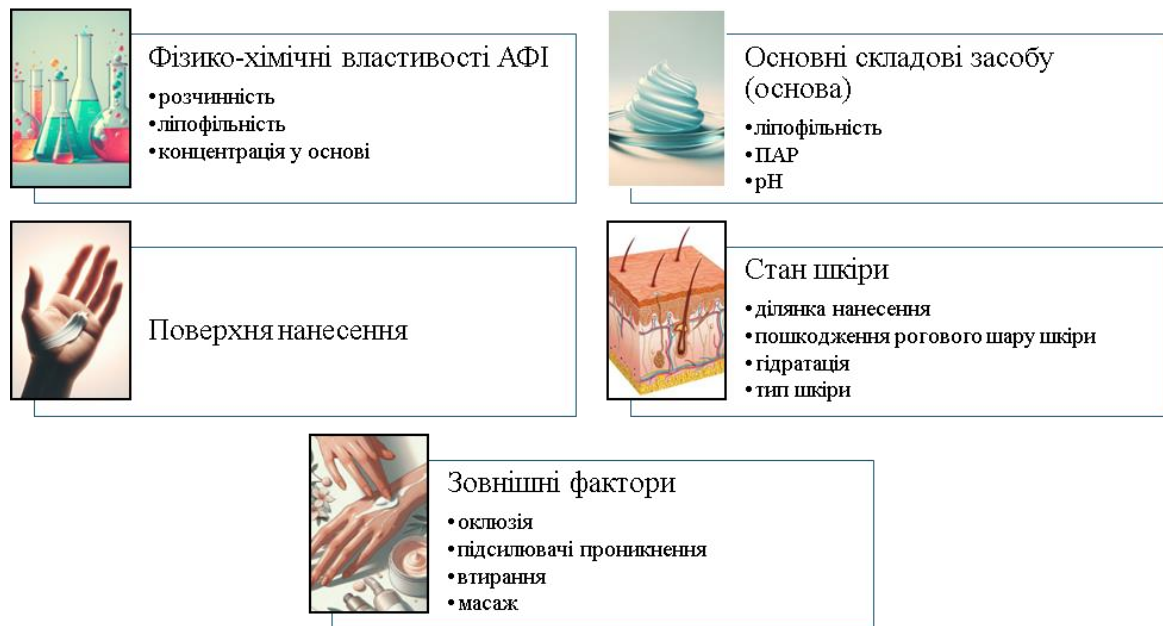 Фізико-хімічні властивості АФІ
•розчинність
•ліпофільність
•концентрація у основі
Основні складові засобу
(основа)
•ліпофільність
•ПАР
•pH
Поверхня нанесення
Стан шкіри
•ділянка нанесення
•пошкодження рогового шару шкіри
•гідратація
•тип шкіри
Зовнішні фактори
•оклюзія
•підсилювачі проникнення
•втирання
•масаж